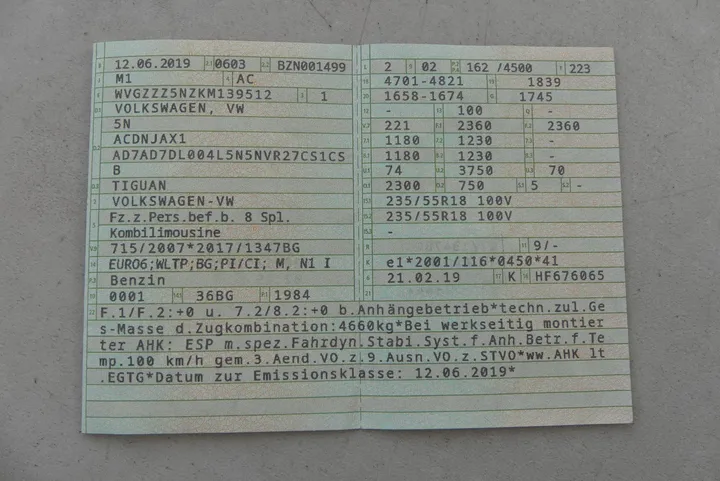 12.06.2019 0603 BZN001499
M1 AC
WVGZZZ5NZKM139512 1
VOLKSWAGEN, VW
5N
ACDNJAX1
AD7AD7DL004L5N5NVR27CS1CS
B
TIGUAN
VOLKSWAGEN-VW
Fz.z.Pers.bef.b. 8 Spl.
Kombilimousine
715/2007*2017/1347BG
EURO6;WLTP;BG;PI/CI; M, N1 I
Benzin
0001 36BG 1984
2 02 162 /4500 223
4701-4821 1839
1658-1674 1745
- 100 -
221 2360 2360
1180 1230 -
1180 1230 -
74 3750 70
2300 750 5 -
235/55R18 100V
235/55R18 100V
-
9/-
e1*2001/116*0450*41
21.02.19 K HF676065
F.1/F.2:+0 u. 7.2/8.2:+0 b.Anhängebetrieb*techn.zul.Ge
s-Masse d.Zugkombination:4660kg*Bei werkseitig montier
ter AHK: ESP m.spez.Fahrdyn.Stabi.Syst.f.Anh.Betr.f.Te
mp.100 km/h gem.3.Aend.VO.z.9.Ausn.VO.z.STVO*ww.AHK lt
.EGTG*Datum zur Emissionsklasse: 12.06.2019*